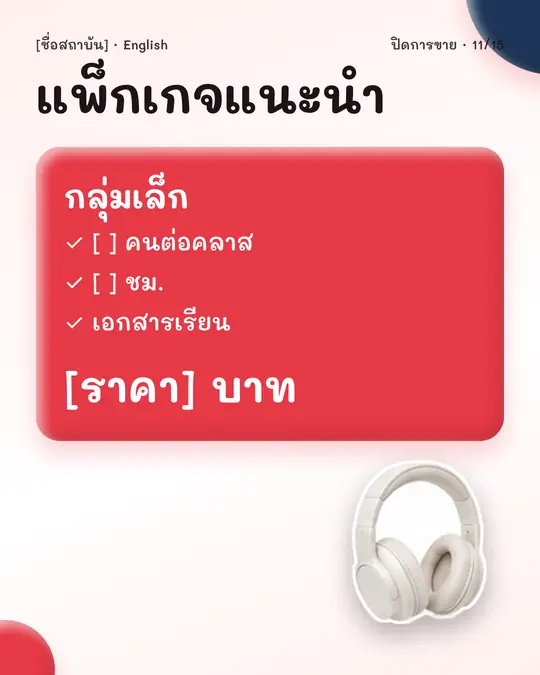 [ชื่อสถาบัน] · English
ปิดการขาย · 11/15
แพ็กเกจแนะนำ
กลุ่มเล็ก
✓ [ ] คนต่อคลาส
✓ [ ] ชม.
✓ เอกสารเรียน
[ราคา] บาท